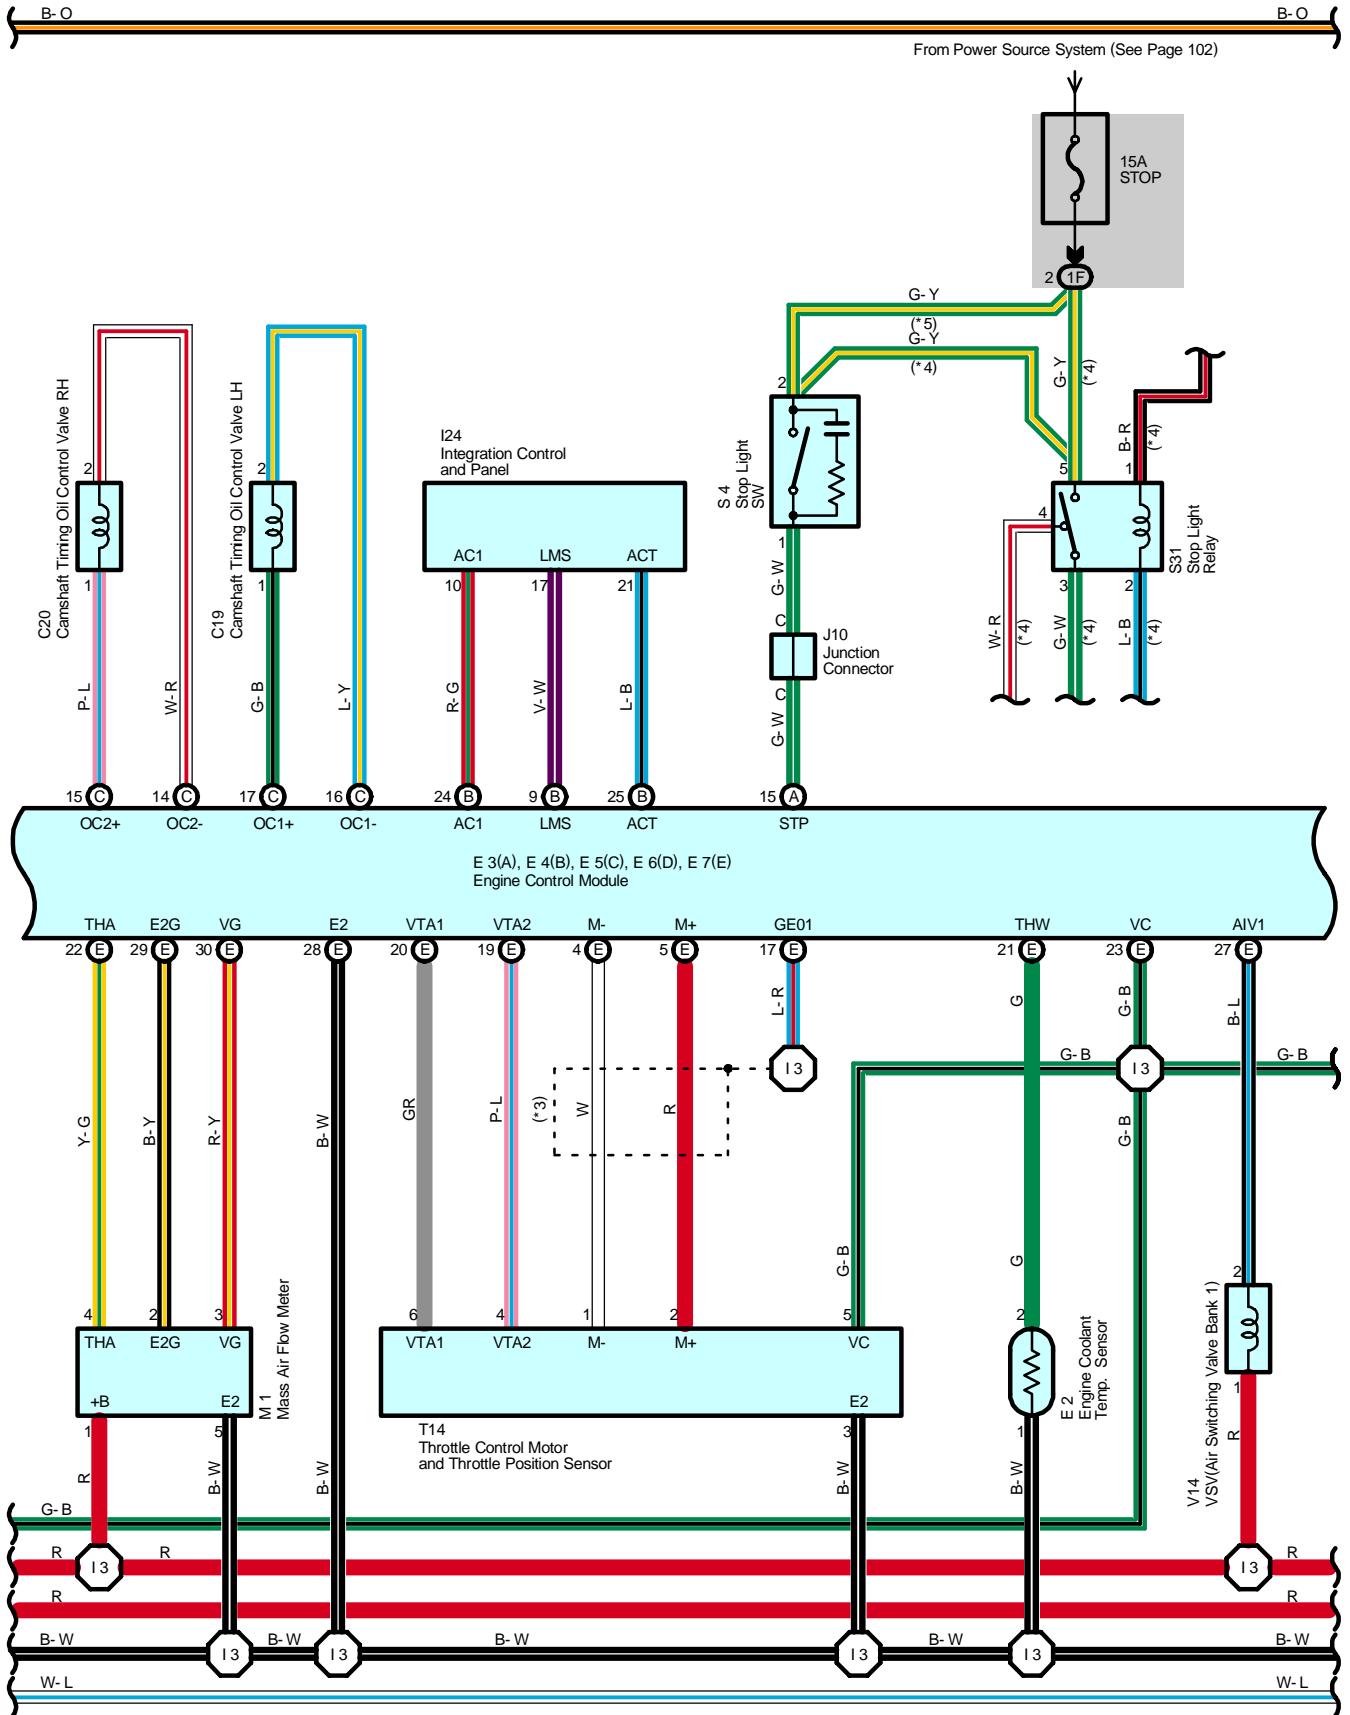 B- O
B- O
From Power Source System (See Page 102)
15A
STOP
2
1F
G- Y
(*5)
G- Y
(*4)
G- Y
(*4)
B- R
(*4)
C20
Camshaft Timing Oil Control Valve RH
2
1
C19
Camshaft Timing Oil Control Valve LH
2
1
I24
Integration Control
and Panel
AC1
LMS
ACT
10
17
21
S 4
Stop Light
SW
2
1
5
1
4
3
2
S31
Stop Light
Relay
G- W
C
J10
Junction
Connector
C
G- W
W- R
(*4)
G- W
(*4)
L- B
(*4)
P- L
W- R
G- B
L- Y
R- G
V- W
L- B
15
C
14
C
17
C
16
C
24
B
9
B
25
B
15
A
OC2+
OC2-
OC1+
OC1-
AC1
LMS
ACT
STP
E 3(A), E 4(B), E 5(C), E 6(D), E 7(E)
Engine Control Module
THA
E2G
VG
E2
VTA1
VTA2
M-
M+
GE01
THW
VC
AIV1
22
E
29
E
30
E
28
E
20
E
19
E
4
E
5
E
17
E
21
E
23
E
27
E
L- R
G
G- B
B- L
I 3
G- B
I 3
G- B
Y- G
B- Y
R- Y
B- W
GR
P- L
(*3)
W
R
G- B
G- B
G
4
2
3
6
4
1
2
5
2
2
THA
E2G
VG
+B
E2
M 1
Mass Air Flow Meter
VTA1
VTA2
M-
M+
VC
E2
T14
Throttle Control Motor
and Throttle Position Sensor
E 2
Engine Coolant
Temp. Sensor
V14
VSV(Air Switching Valve Bank 1)
1
5
3
1
1
R
B- W
B- W
B- W
B- W
R
G- B
R
I 3
R
I 3
R
R
R
B- W
I 3
B- W
I 3
B- W
I 3
B- W
I 3
B- W
W- L
W- L